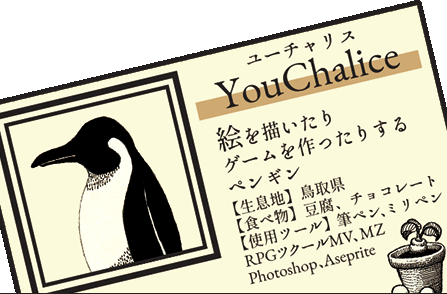 ユーチャリス
YouChalice
絵を描いたり
ゲームを作ったりする
ペンギン
【生息地】鳥取県
【食べ物】豆腐、チョコレート
【使用ツール】筆ペン、ミリペン
RPGツクールMV、MZ
Photoshop、Aseprite